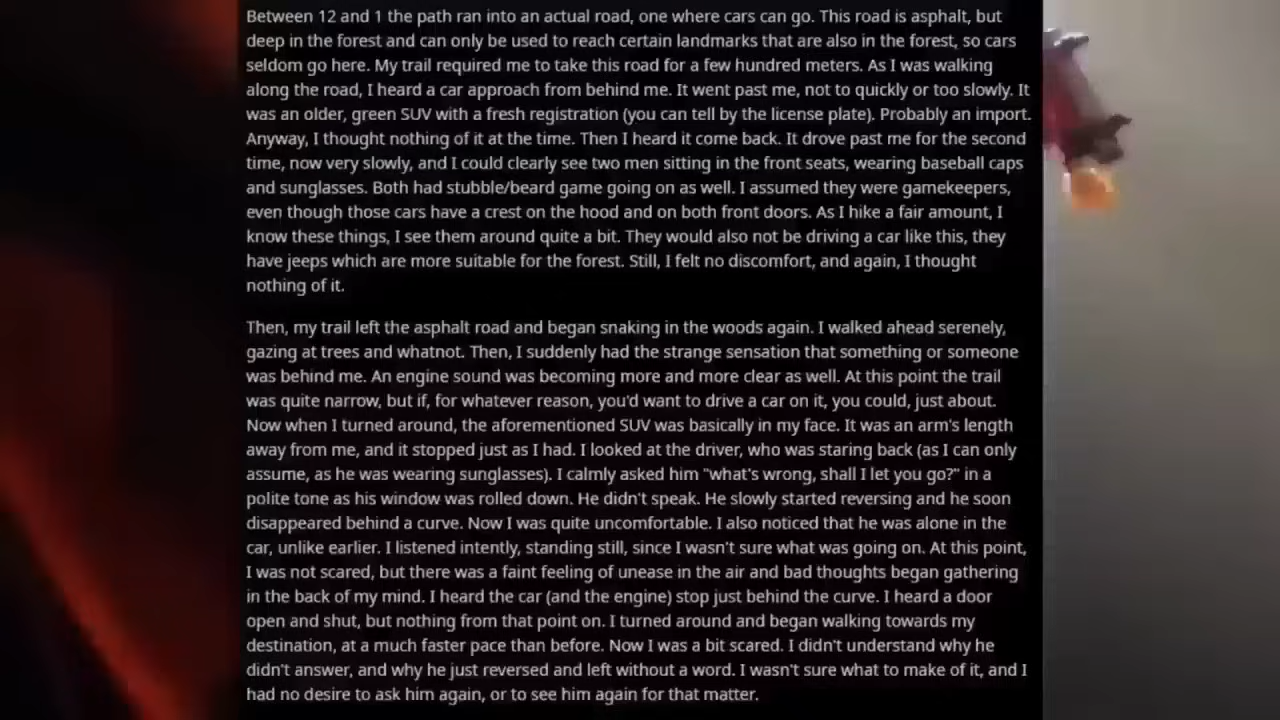 Between 12 and 1 the path ran into an actual road, one where cars can go. This road is asphalt, but
deep in the forest and can only be used to reach certain landmarks that are also in the forest, so cars
seldom go here. My trail required me to take this road for a few hundred meters. As I was walking
along the road, I heard a car approach from behind me. It went past me, not to quickly or too slowly. It
was an older, green SUV with a fresh registration (you can tell by the license plate). Probably an import.
Anyway, I thought nothing of it at the time. Then I heard it come back. It drove past me for the second
time, now very slowly, and I could clearly see two men sitting in the front seats, wearing baseball caps
and sunglasses. Both had stubble/beard game going on as well. I assumed they were gamekeepers,
even though those cars have a crest on the hood and on both front doors. As I hike a fair amount, I
know these things, I see them around quite a bit. They would also not be driving a car like this, they
have jeeps which are more suitable for the forest. Still, I felt no discomfort, and again, I thought
nothing of it.
Then, my trail left the asphalt road and began snaking in the woods again. I walked ahead serenely,
gazing at trees and whatnot. Then, I suddenly had the strange sensation that something or someone
was behind me. An engine sound was becoming more and more clear as well. At this point the trail
was quite narrow, but if, for whatever reason, you'd want to drive a car on it, you could, just about.
Now when I turned around, the aforementioned SUV was basically in my face. It was an arm's length
away from me, and it stopped just as I had. I looked at the driver, who was staring back (as I can only
assume, as he was wearing sunglasses). I calmly asked him "what's wrong, shall I let you go?" in a
polite tone as his window was rolled down. He didn't speak. He slowly started reversing and he soon
disappeared behind a curve. Now I was quite uncomfortable. I also noticed that he was alone in the
car, unlike earlier. I listened intently, standing still, since I wasn't sure what was going on. At this point,
I was not scared, but there was a faint feeling of unease in the air and bad thoughts began gathering
in the back of my mind. I heard the car (and the engine) stop just behind the curve. I heard a door
open and shut, but nothing from that point on. I turned around and began walking towards my
destination, at a much faster pace than before. Now I was a bit scared. I didn't understand why he
didn't answer, and why he just reversed and left without a word. I wasn't sure what to make of it, and I
had no desire to ask him again, or to see him again for that matter.